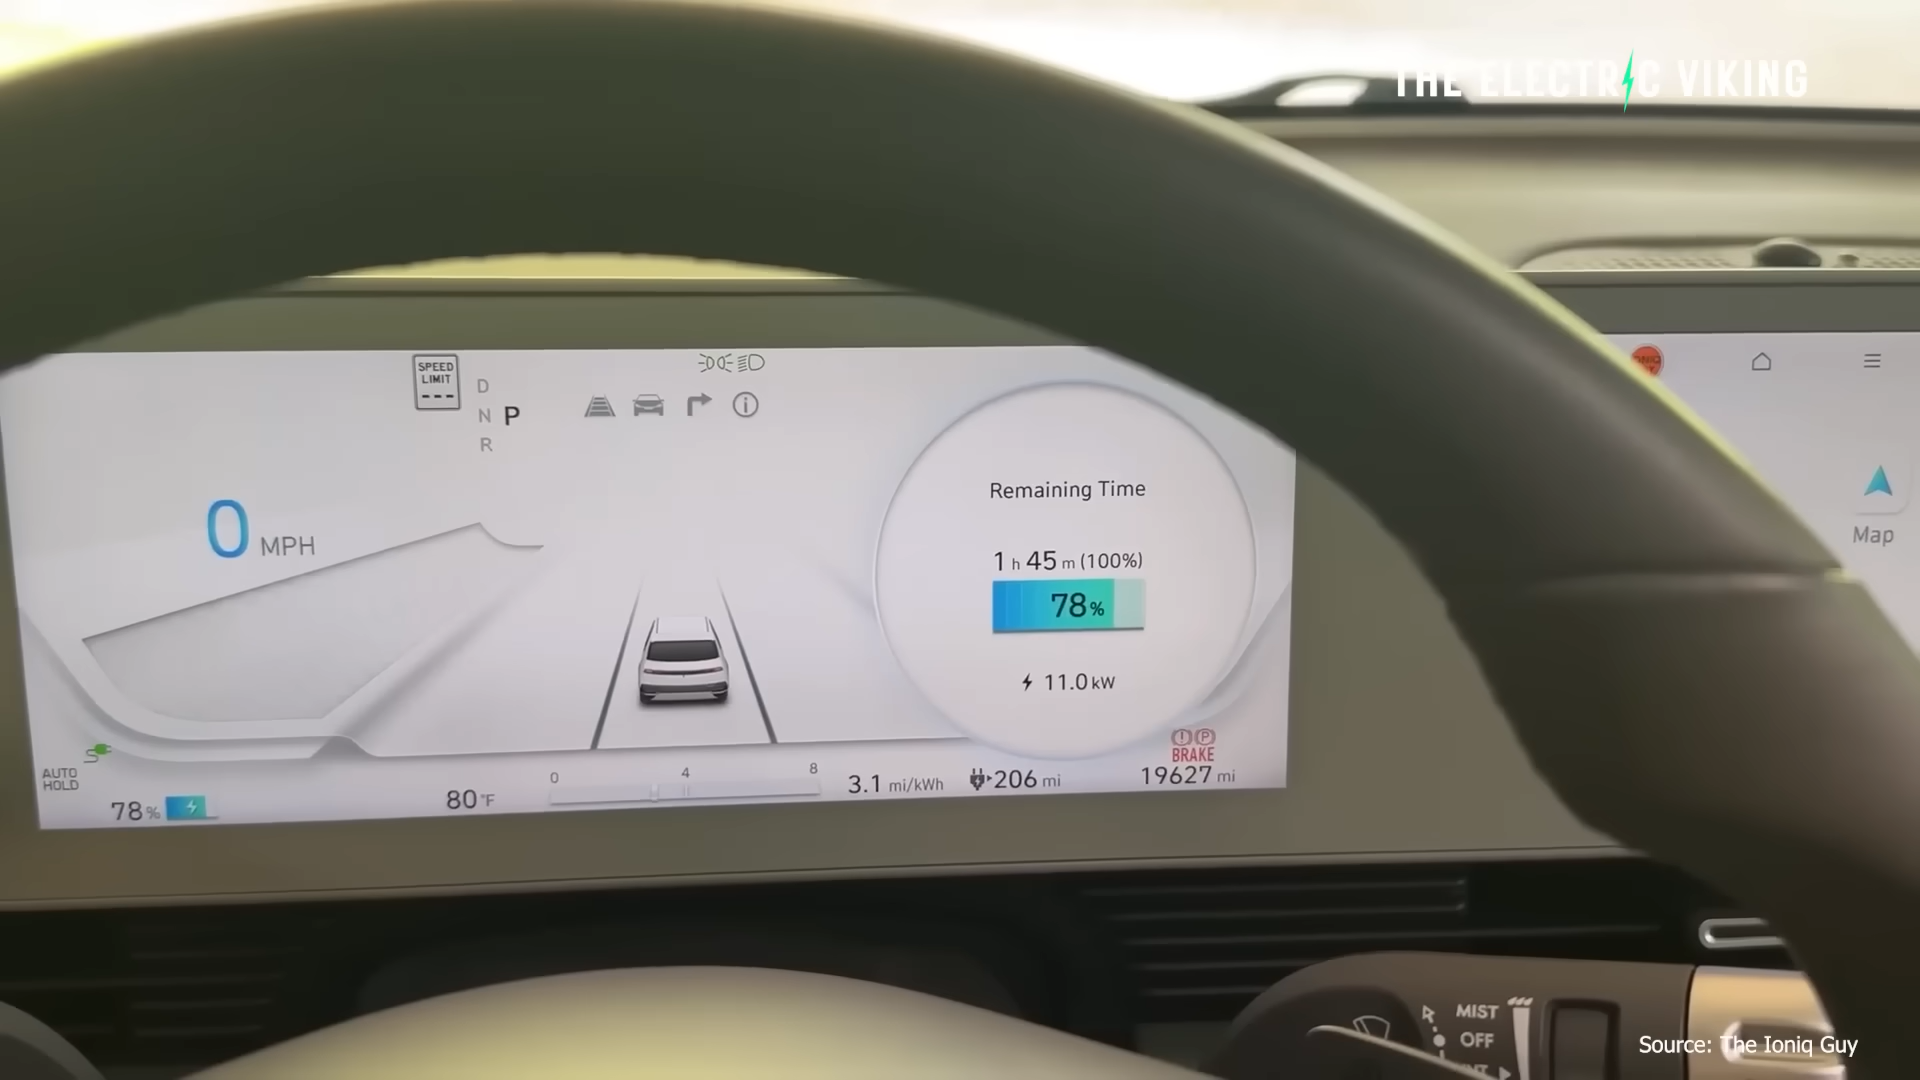 THE ELECTRIC VIKING
SPEED
LIMIT
---
D
N P
R
0 MPH
Remaining Time
1 h 45 m (100%)
78%
11.0 kW
Map
AUTO
HOLD
78%
80°F
0 4 8
3.1 mi/kWh
206 mi
BRAKE
19627 mi
MIST
OFF
Source: The Ioniq Guy